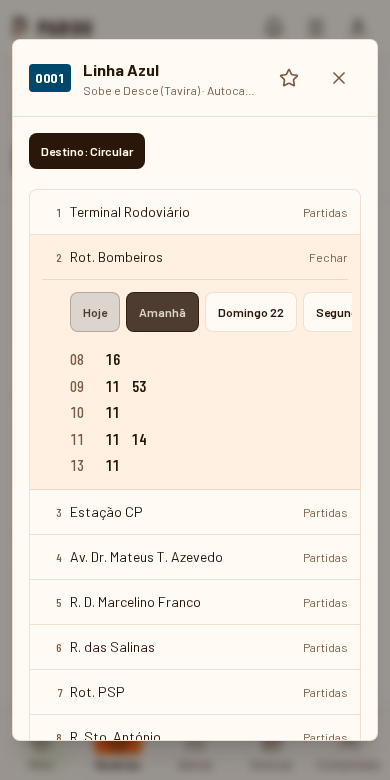 0001
Linha Azul
Sobe e Desce (Tavira) · Autoca...
Destino: Circular
1 Terminal Rodoviário Partidas
2 Rot. Bombeiros Fechar
Hoje Amanhã Domingo 22 Segun
08 16
09 11 53
10 11
11 11 14
13 11
3 Estação CP Partidas
4 Av. Dr. Mateus T. Azevedo Partidas
5 R. D. Marcelino Franco Partidas
6 R. das Salinas Partidas
7 Rot. PSP Partidas
8 R. Sto. António Partidas